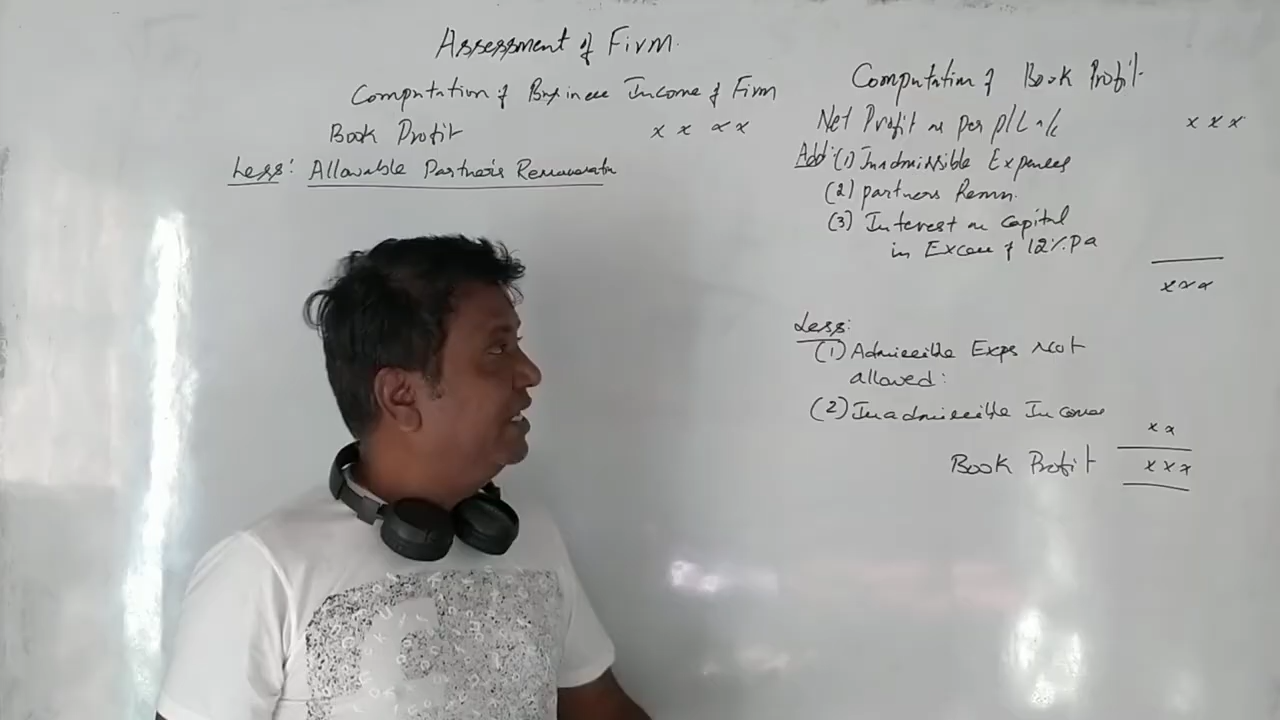 Assessment of Firm.
Computation of Business Income of Firm
Book Profit x x x x
Less: Allowable Partner's Remuneration
Computation of Book Profit
Net Profit as per P/L a/c x x x
Add: (1) Inadmissible Expenses
(2) partners Remn.
(3) Interest on Capital
in Excess of 12% Pa
x x x
Less:
(1) Admissible Exps Not
allowed:
(2) Inadmissible Income
x x
Book Profit x x x